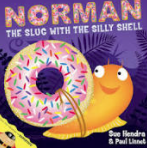 NORMAN
THE SLUG WITH THE SILLY SHELL
Sue Hendra
& Paul Linnet